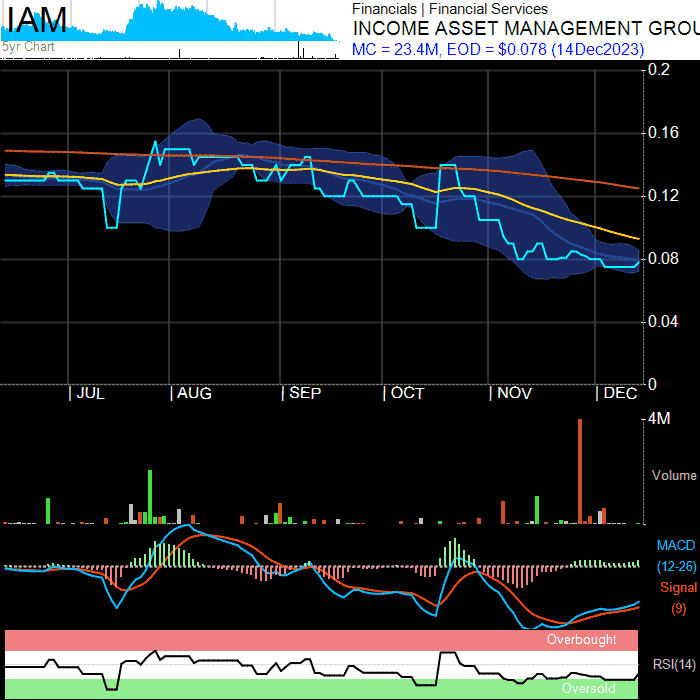 IAM
5yr Chart
Financials | Financial Services
INCOME ASSET MANAGEMENT GROU
MC = 23.4M, EOD = $0.078 (14Dec2023)
0.2
0.16
0.12
0.08
0.04
0
JUL AUG SEP OCT NOV DEC
4M
Volume
MACD
(12-26)
Signal
(9)
Overbought
RSI(14)
Oversold